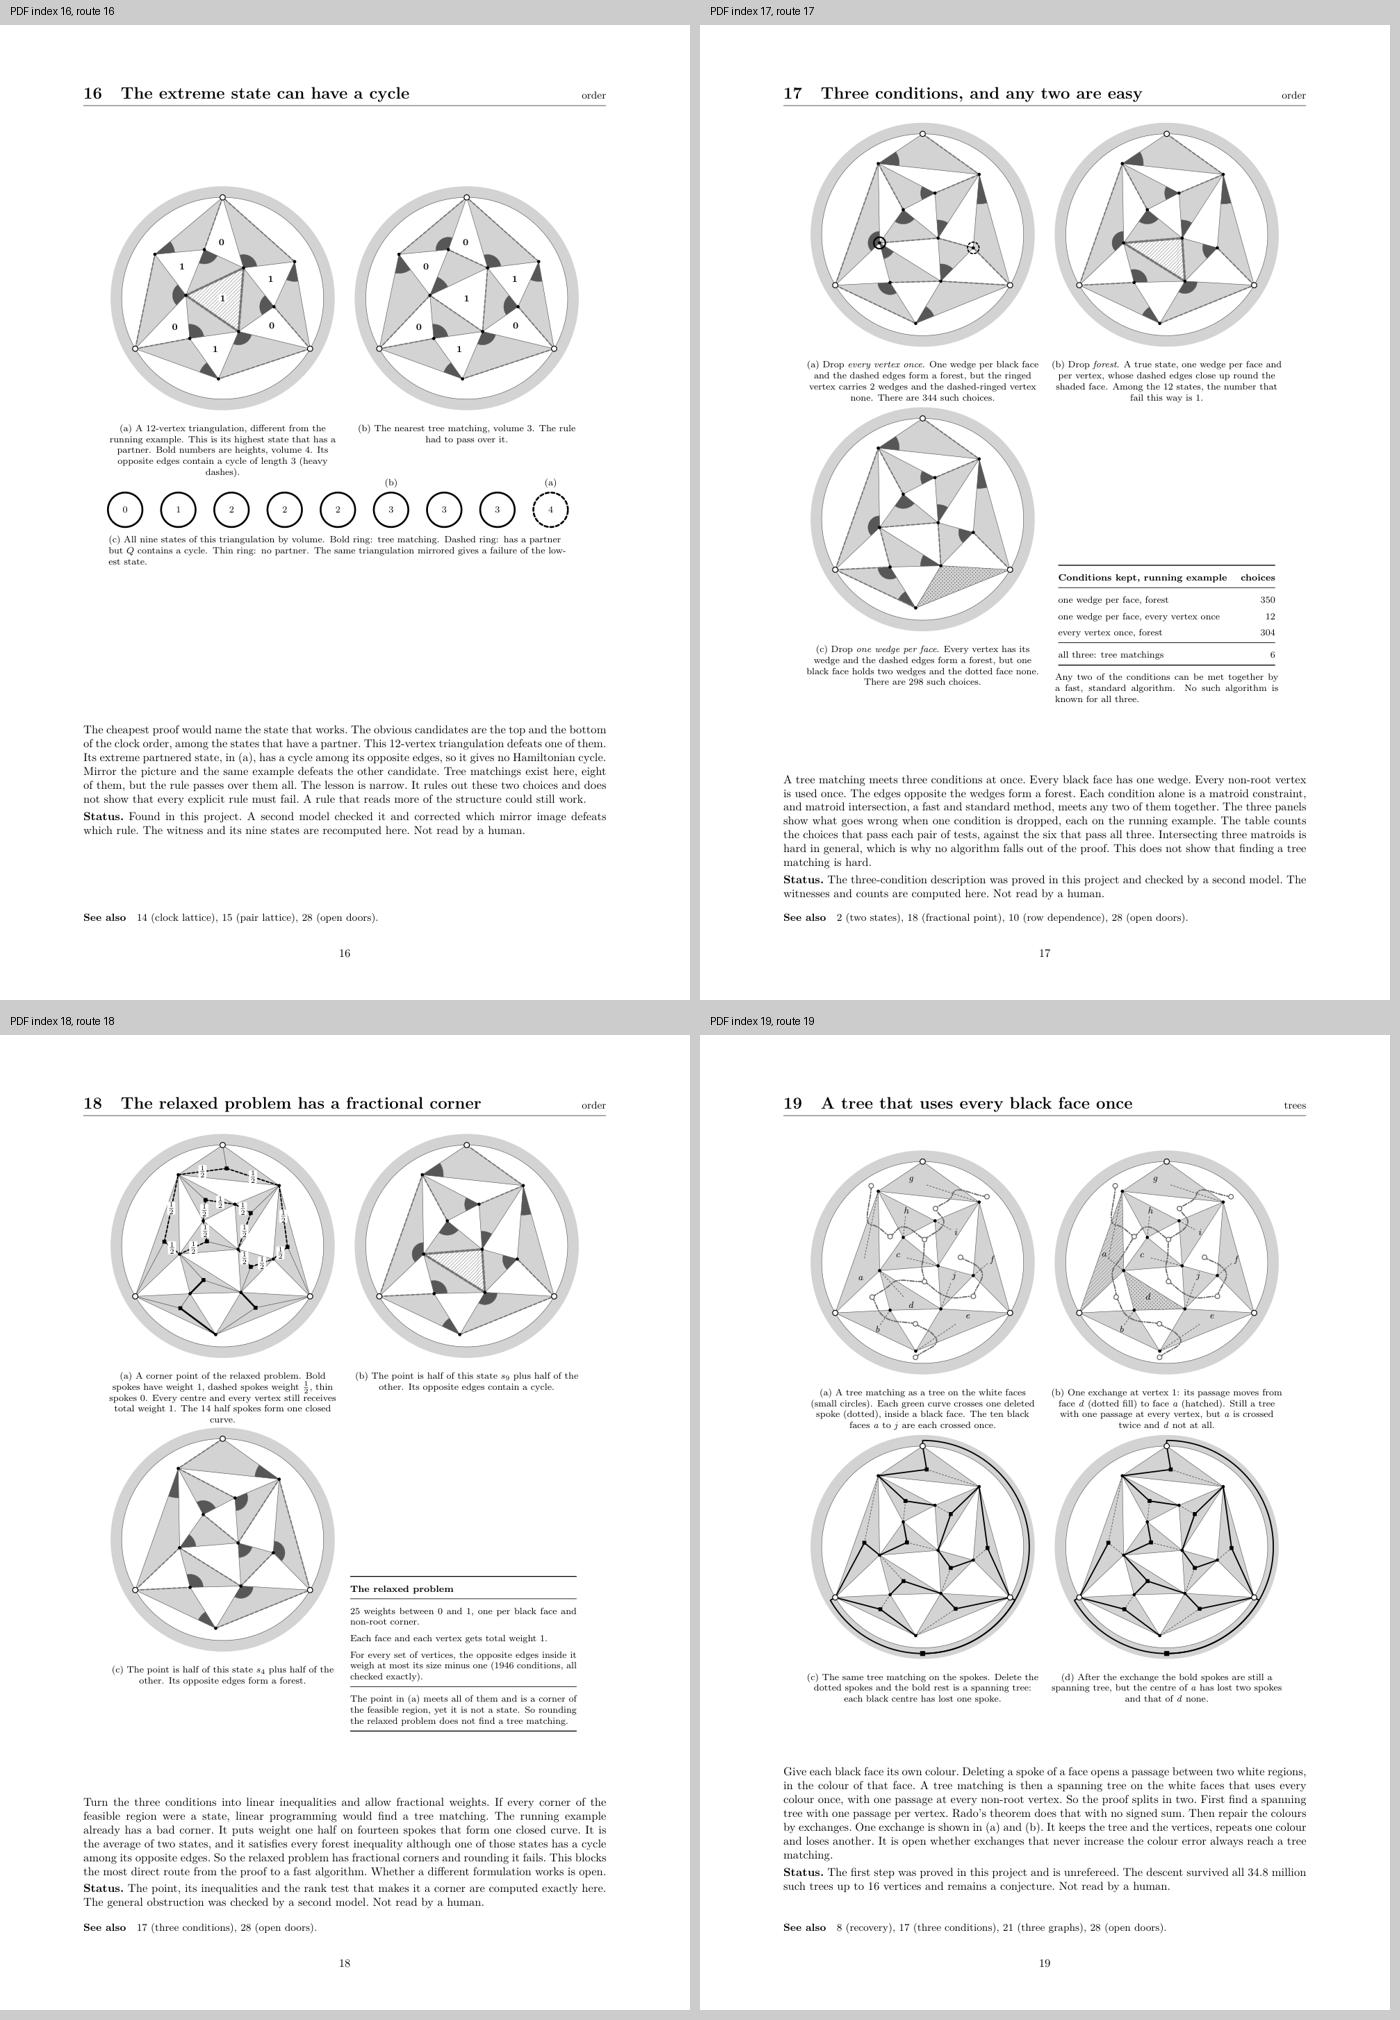 PDF index 16, route 16
16 The extreme state can have a cycle order
0
1
1
1
0
0
1
0
0
1
1
0
0
1
(a) A 12-vertex triangulation, different from the
running example. This is its highest state that has a
partner. Bold numbers are heights, volume 4. Its
opposite edges contain a cycle of length 3 (heavy
dashes).
(b) The nearest tree matching, volume 3. The rule
had to pass over it.
(b) (a)
0 1 2 2 2 3 3 3 4
(c) All nine states of this triangulation by volume. Bold ring: tree matching. Dashed ring: has a partner
but Q contains a cycle. Thin ring: no partner. The same triangulation mirrored gives a failure of the low-
est state.
The cheapest proof would name the state that works. The obvious candidates are the top and the bottom
of the clock order, among the states that have a partner. This 12-vertex triangulation defeats one of them.
Its extreme partnered state, in (a), has a cycle among its opposite edges, so it gives no Hamiltonian cycle.
Mirror the picture and the same example defeats the other candidate. Tree matchings exist here, eight
of them, but the rule passes over them all. The lesson is narrow. It rules out these two choices and does
not show that every explicit rule must fail. A rule that reads more of the structure could still work.
Status. Found in this project. A second model checked it and corrected which mirror image defeats
which rule. The witness and its nine states are recomputed here. Not read by a human.
See also 14 (clock lattice), 15 (pair lattice), 28 (open doors).
16
PDF index 17, route 17
17 Three conditions, and any two are easy order
(a) Drop every vertex once. One wedge per black face
and the dashed edges form a forest, but the ringed
vertex carries 2 wedges and the dashed-ringed vertex
none. There are 344 such choices.
(b) Drop forest. A true state, one wedge per face and
per vertex, whose dashed edges close up round the
shaded face. Among the 12 states, the number that
fail this way is 1.
(c) Drop one wedge per face. Every vertex has its
wedge and the dashed edges form a forest, but one
black face holds two wedges and the dotted face none.
There are 298 such choices.
Conditions kept, running example choices
one wedge per face, forest 350
one wedge per face, every vertex once 12
every vertex once, forest 304
all three: tree matchings 6
Any two of the conditions can be met together by
a fast, standard algorithm. No such algorithm is
known for all three.
A tree matching meets three conditions at once. Every black face has one wedge. Every non-root vertex
is used once. The edges opposite the wedges form a forest. Each condition alone is a matroid constraint,
and matroid intersection, a fast and standard method, meets any two of them together. The three panels
show what goes wrong when one condition is dropped, each on the running example. The table counts
the choices that pass each pair of tests, against the six that pass all three. Intersecting three matroids is
hard in general, which is why no algorithm falls out of the proof. This does not show that finding a tree
matching is hard.
Status. The three-condition description was proved in this project and checked by a second model. The
witnesses and counts are computed here. Not read by a human.
See also 2 (two states), 18 (fractional point), 10 (row dependence), 28 (open doors).
17
PDF index 18, route 18
18 The relaxed problem has a fractional corner order
(a) A corner point of the relaxed problem. Bold
spokes have weight 1, dashed spokes weight 1/2, thin
spokes 0. Every centre and every vertex still receives
total weight 1. The 14 half spokes form one closed
curve.
(b) The point is half of this state s9 plus half of the
other. Its opposite edges contain a cycle.
(c) The point is half of this state s4 plus half of the
other. Its opposite edges form a forest.
The relaxed problem
25 weights between 0 and 1, one per black face and
non-root corner.
Each face and each vertex gets total weight 1.
For every set of vertices, the opposite edges inside it
weigh at most its size minus one (1946 conditions, all
checked exactly).
The point in (a) meets all of them and is a corner of
the feasible region, yet it is not a state. So rounding
the relaxed problem does not find a tree matching.
Turn the three conditions into linear inequalities and allow fractional weights. If every corner of the
feasible region were a state, linear programming would find a tree matching. The running example
already has a bad corner. It puts weight one half on fourteen spokes that form one closed curve. It is
the average of two states, and it satisfies every forest inequality although one of those states has a cycle
among its opposite edges. So the relaxed problem has fractional corners and rounding it fails. This blocks
the most direct route from the proof to a fast algorithm. Whether a different formulation works is open.
Status. The point, its inequalities and the rank test that makes it a corner are computed exactly here.
The general obstruction was checked by a second model. Not read by a human.
See also 17 (three conditions), 28 (open doors).
18
PDF index 19, route 19
19 A tree that uses every black face once trees
g
h
i
c
f
a
j
d
e
b
g
h
i
a
c
f
j
d
e
b
(a) A tree matching as a tree on the white faces
(small circles). Each green curve crosses one deleted
spoke (dotted), inside a black face. The ten black
faces a to j are each crossed once.
(b) One exchange at vertex 1: its passage moves from
face d (dotted fill) to face a (hatched). Still a tree
with one passage at every vertex, but a is crossed
twice and d not at all.
(c) The same tree matching on the spokes. Delete the
dotted spokes and the bold rest is a spanning tree:
each black centre has lost one spoke.
(d) After the exchange the bold spokes are still a
spanning tree, but the centre of a has lost two spokes
and that of d none.
Give each black face its own colour. Deleting a spoke of a face opens a passage between two white regions,
in the colour of that face. A tree matching is then a spanning tree on the white faces that uses every
colour once, with one passage at every non-root vertex. So the proof splits in two. First find a spanning
tree with one passage per vertex. Rado's theorem does that with no signed sum. Then repair the colours
by exchanges. One exchange is shown in (a) and (b). It keeps the tree and the vertices, repeats one colour
and loses another. It is open whether exchanges that never increase the colour error always reach a tree
matching.
Status. The first step was proved in this project and is unrefereed. The descent survived all 34.8 million
such trees up to 16 vertices and remains a conjecture. Not read by a human.
See also 8 (recovery), 17 (three conditions), 21 (three graphs), 28 (open doors).
19